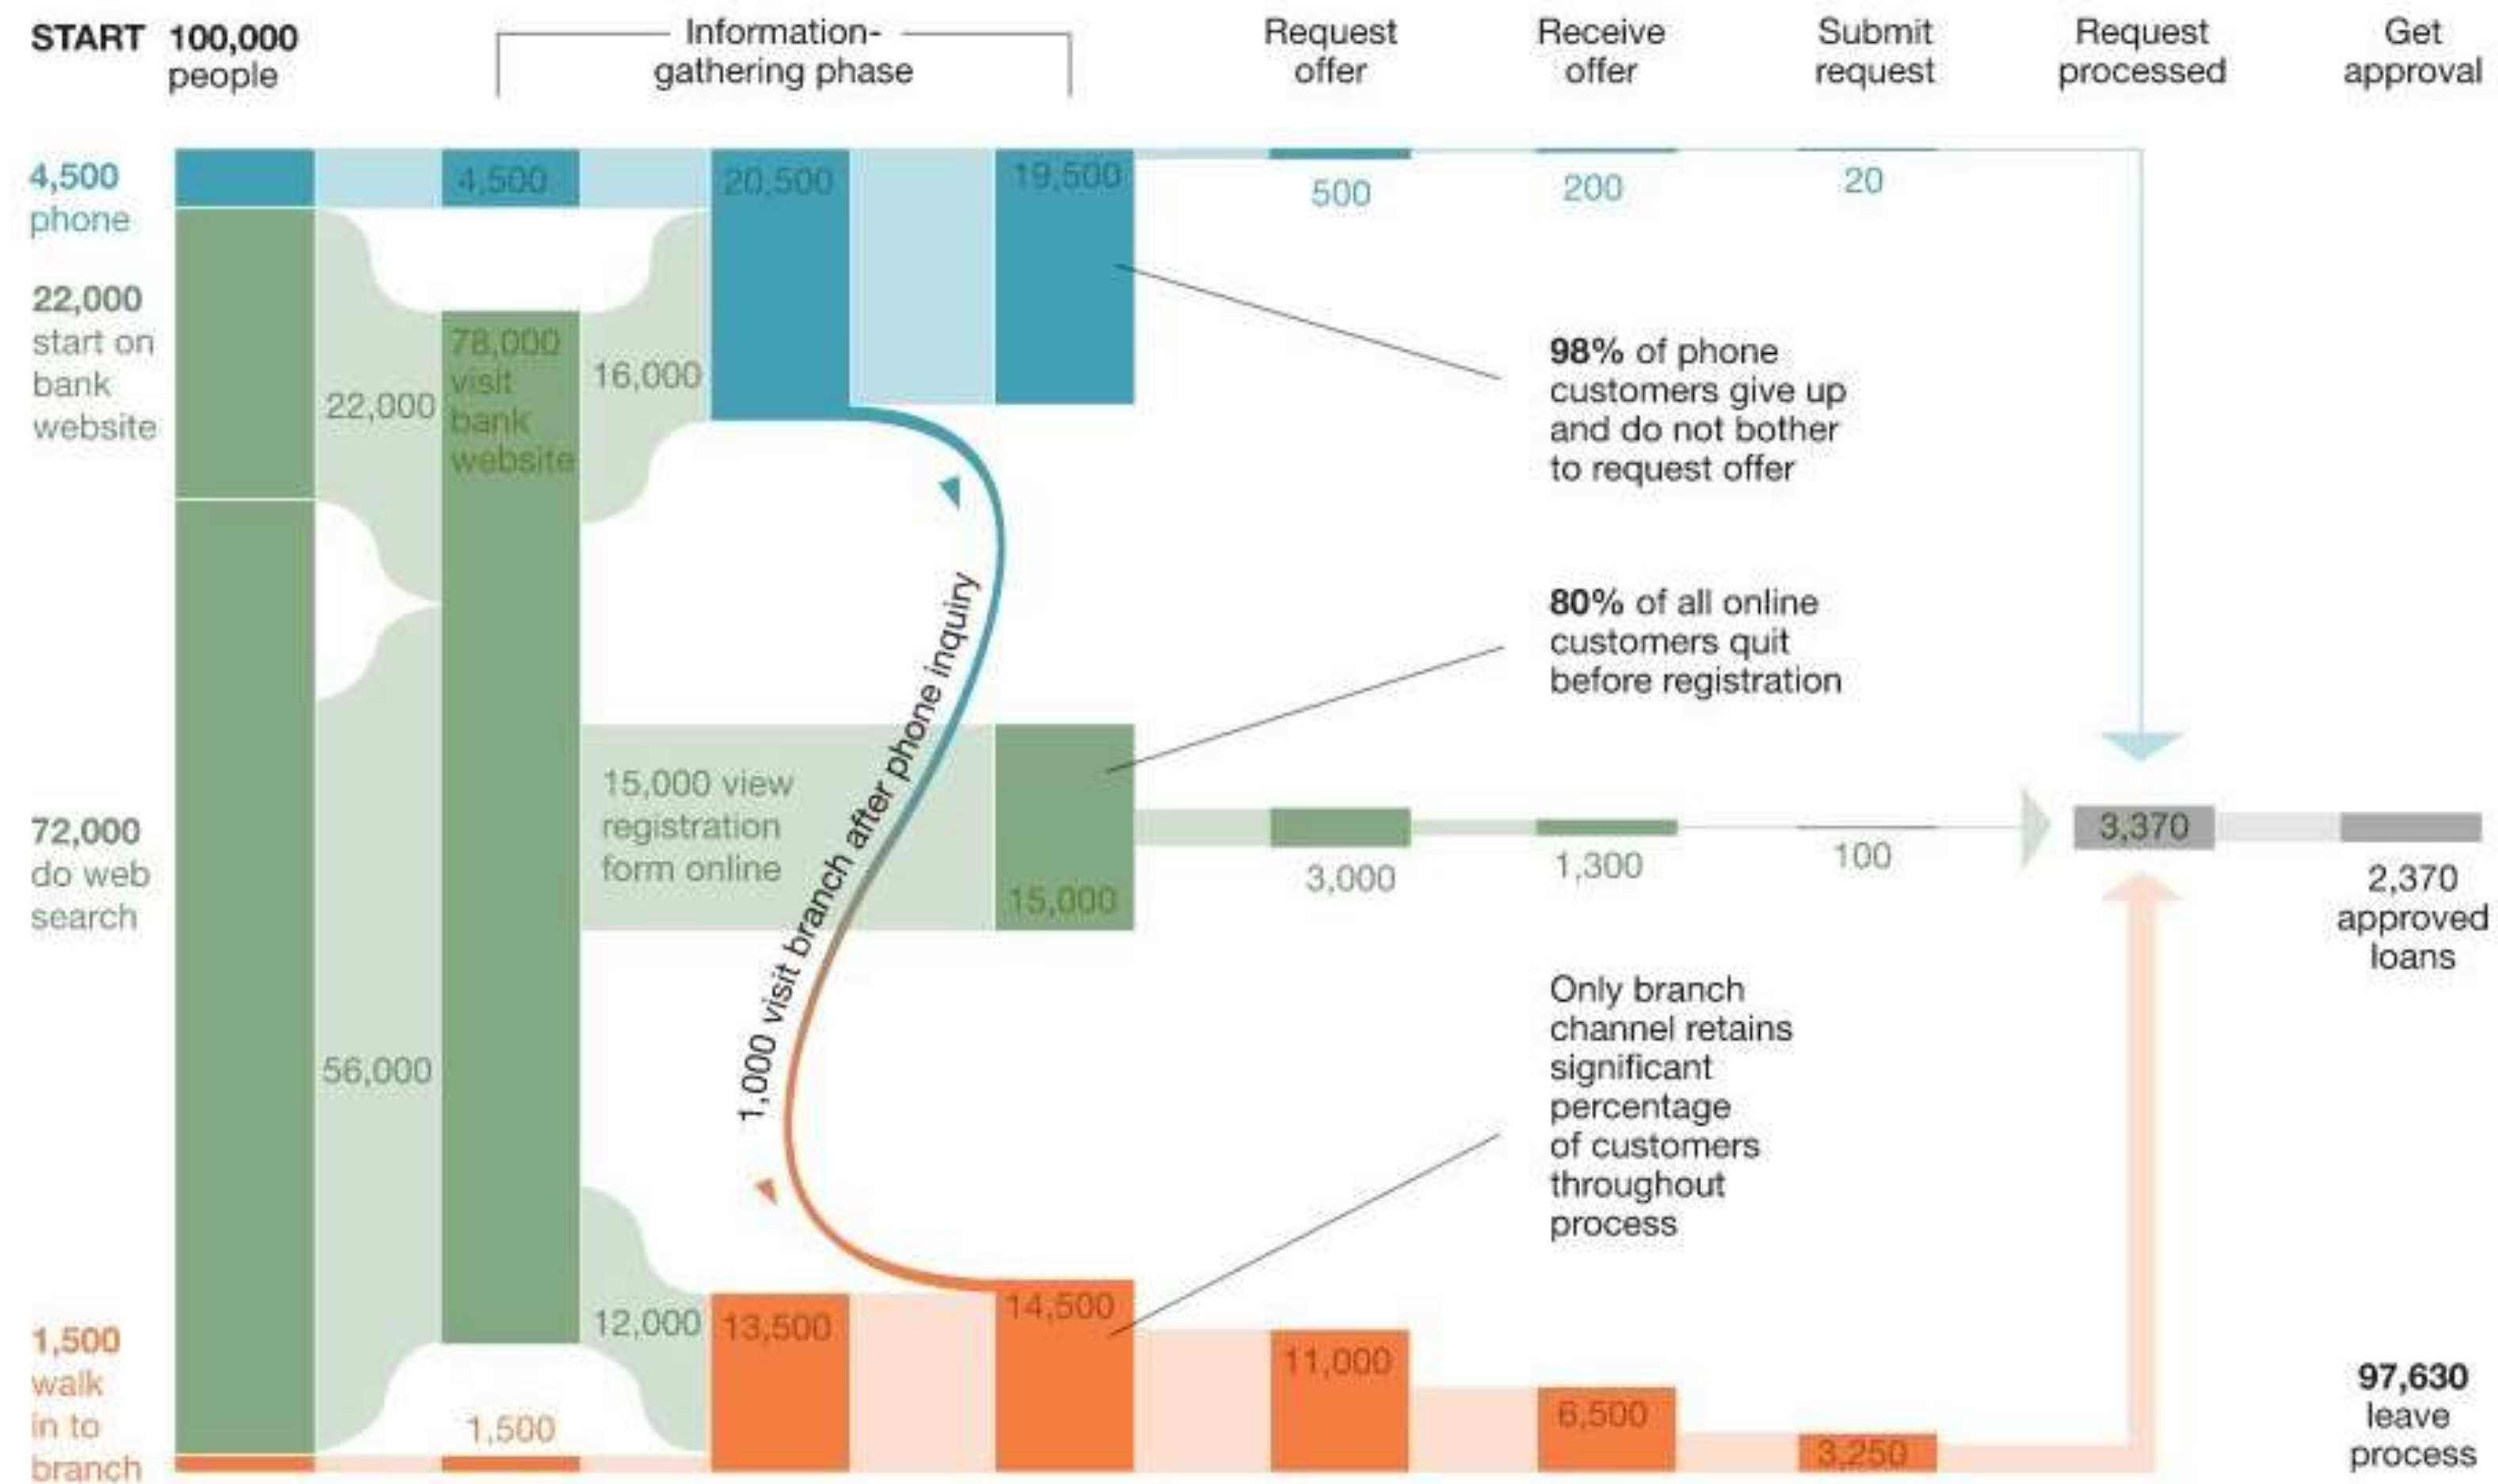 START 100,000
people
Information-
gathering phase
Request
offer
Receive
offer
Submit
request
Request
processed
Get
approval
4,500
phone
22,000
start on
bank
website
72,000
do web
search
1,500
walk
in to
branch
22,000
56,000
4,500
78,000
visit
bank
website
1,500
16,000
15,000 view
registration
form online
12,000
20,500
13,500
1,000 visit branch after phone inquiry
19,500
15,000
14,500
500
200
20
98% of phone
customers give up
and do not bother
to request offer
80% of all online
customers quit
before registration
3,000
1,300
100
3,370
2,370
approved
loans
Only branch
channel retains
significant
percentage
of customers
throughout
process
11,000
6,500
3,250
97,630
leave
process